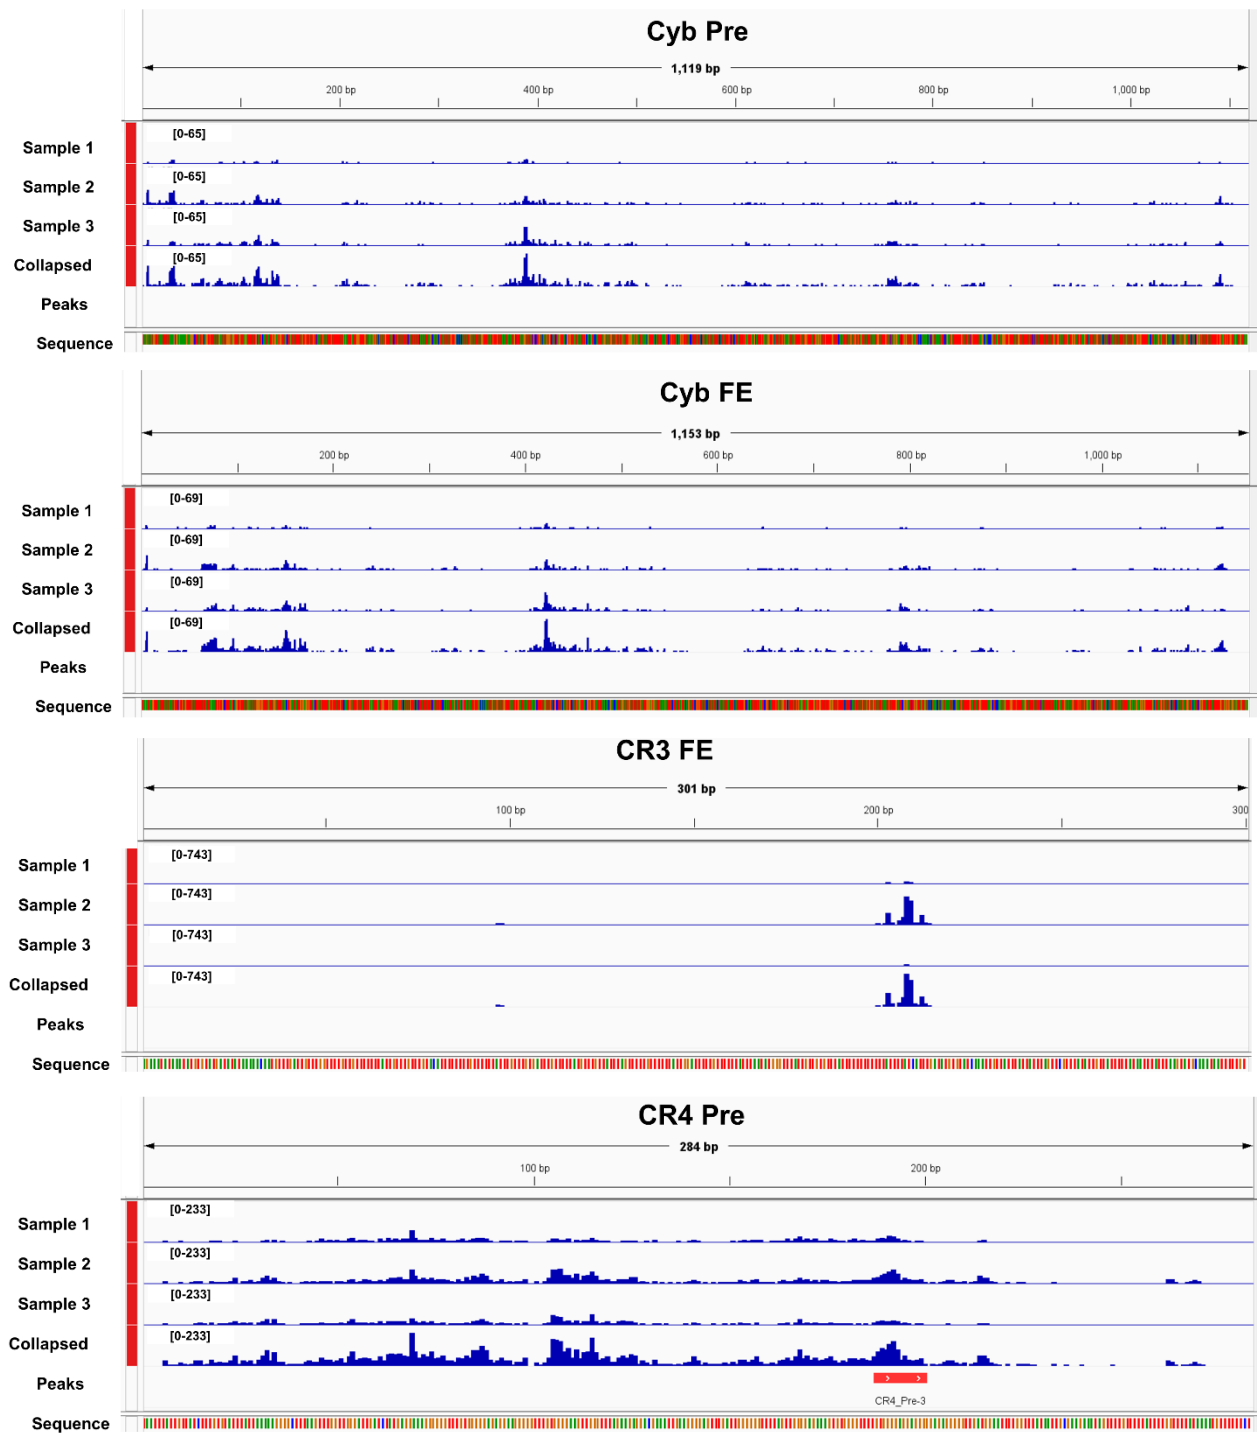 Cyb Pre
1,119 bp
200 bp 400 bp 600 bp 800 bp 1,000 bp
Sample 1 [0-65]
Sample 2 [0-65]
Sample 3 [0-65]
Collapsed [0-65]
Peaks
Sequence
Cyb FE
1,153 bp
200 bp 400 bp 600 bp 800 bp 1,000 bp
Sample 1 [0-69]
Sample 2 [0-69]
Sample 3 [0-69]
Collapsed [0-69]
Peaks
Sequence
CR3 FE
301 bp
100 bp 200 bp 300
Sample 1 [0-743]
Sample 2 [0-743]
Sample 3 [0-743]
Collapsed [0-743]
Peaks
Sequence
CR4 Pre
284 bp
100 bp 200 bp
Sample 1 [0-233]
Sample 2 [0-233]
Sample 3 [0-233]
Collapsed [0-233]
Peaks
CR4_Pre-3
Sequence